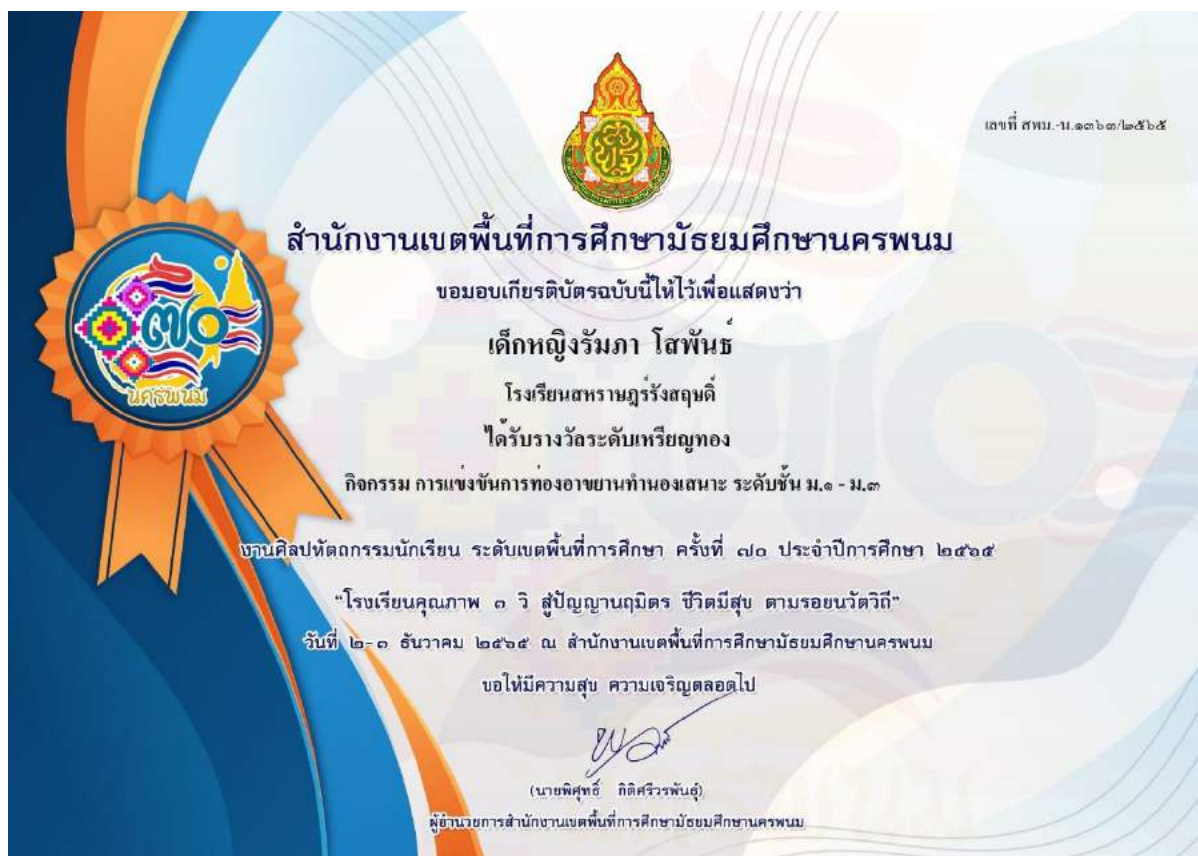 เลขที่ สพม.-น.๑๓๖๓/๒๕๖๕
สำนักงานเขตพื้นที่การศึกษามัธยมศึกษานครพนม
ขอมอบเกียรติบัตรฉบับนี้ให้ไว้เพื่อแสดงว่า
เด็กหญิงรัมภา โสพันธ์
โรงเรียนสหราษฎร์รังสฤษดิ์
ได้รับรางวัลระดับเหรียญทอง
กิจกรรม การแข่งขันการท่องอาขยานทำนองเสนาะ ระดับชั้น ม.๑ - ม.๓
งานศิลปหัตถกรรมนักเรียน ระดับเขตพื้นที่การศึกษา ครั้งที่ ๗๐ ประจำปีการศึกษา ๒๕๖๕
"โรงเรียนคุณภาพ ๓ วิ สู่ปัญญานฤมิตร ชีวิตมีสุข ตามรอยนวัตวิถี"
วันที่ ๒-๓ ธันวาคม ๒๕๖๕ ณ สำนักงานเขตพื้นที่การศึกษามัธยมศึกษานครพนม
ขอให้มีความสุข ความเจริญตลอดไป
(นายพิศุทธิ์ กิติศรีวรพันธุ์)
ผู้อำนวยการสำนักงานเขตพื้นที่การศึกษามัธยมศึกษานครพนม
๗๐
นครพนม